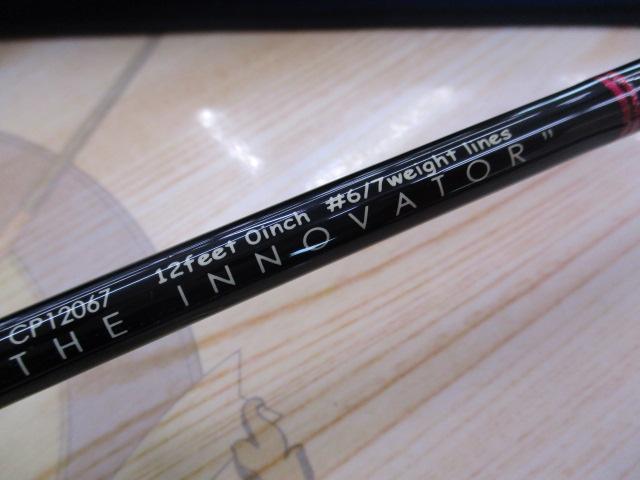 CP12067 12feet 0inch #6/7weight lines
THE INNOVATOR"